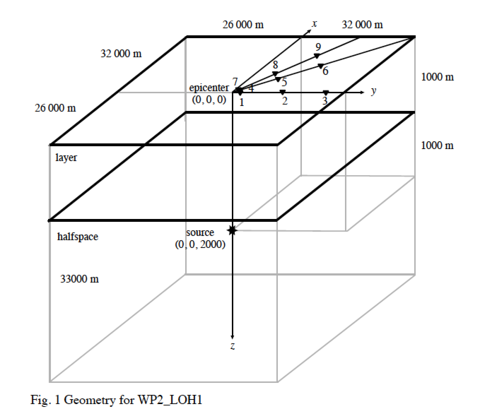 26 000 m
x
32 000 m
9
32 000 m
8
6
7
5
1000 m
epicenter
4
(0, 0, 0)
1
2
3
y
26 000 m
1000 m
layer
source
halfspace
(0, 0, 2000)
33000 m
z
Fig. 1 Geometry for WP2_LOH1